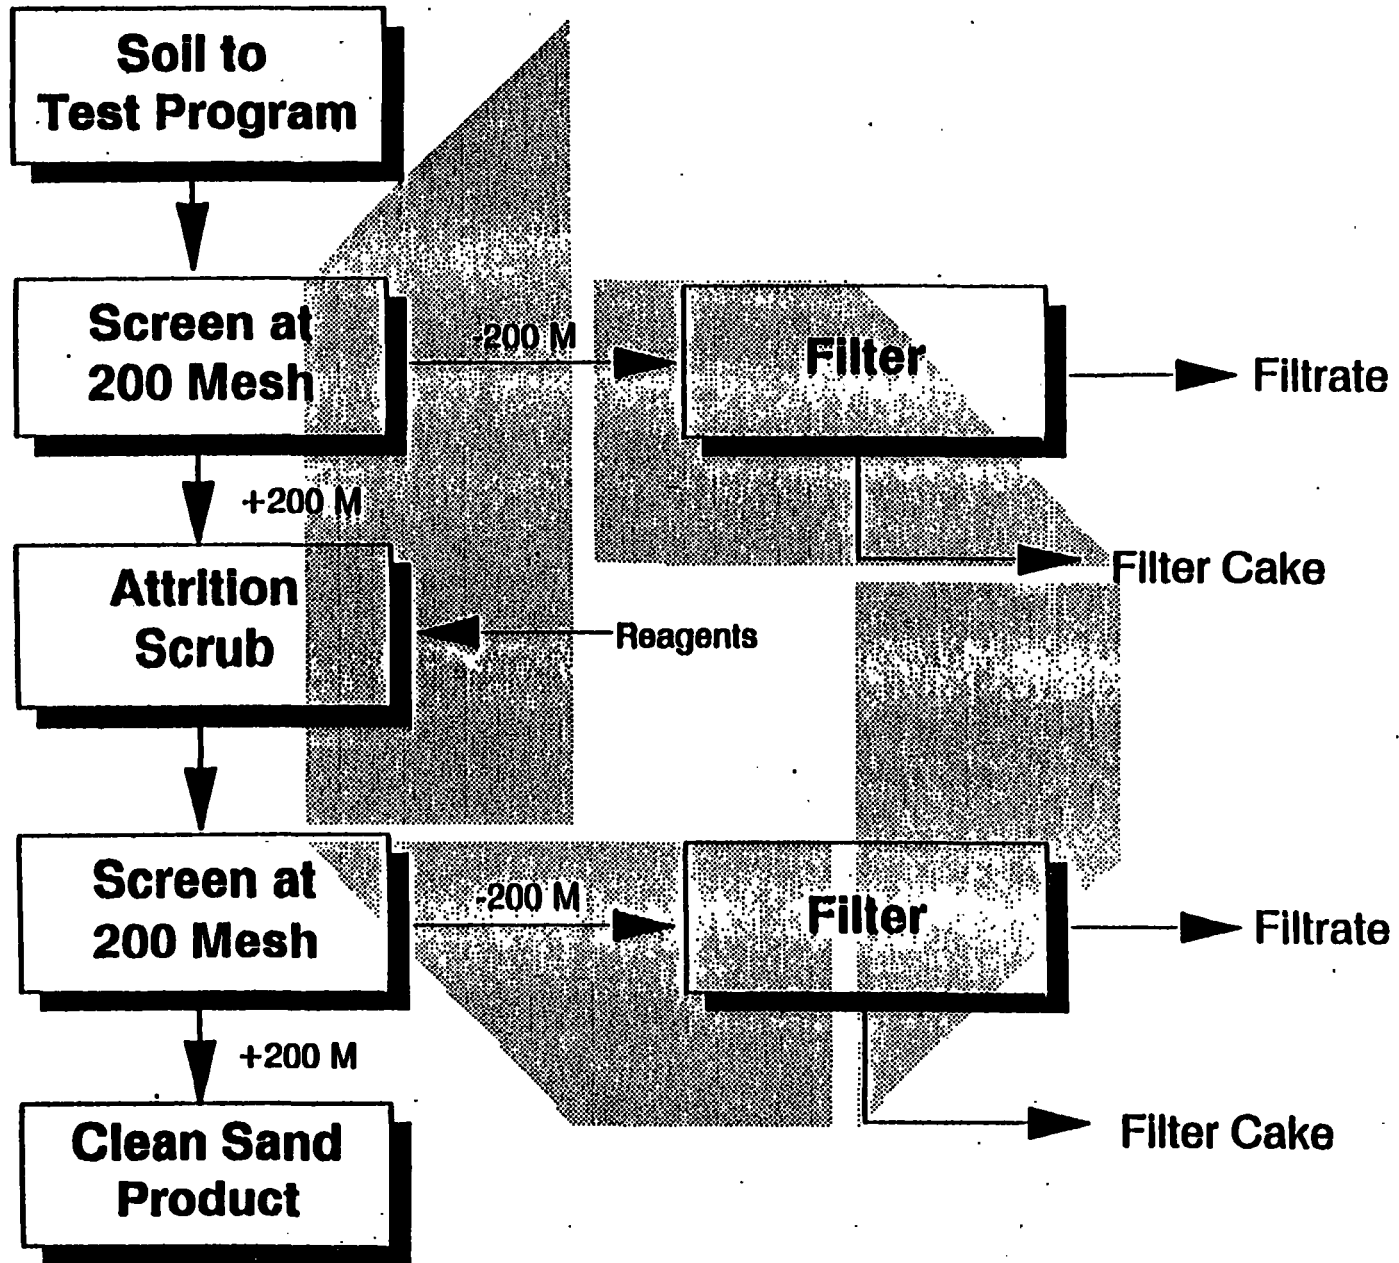 Soil to
Test Program
Screen at
200 Mesh
-200 M
Filter
Filtrate
+200 M
Filter Cake
Attrition
Scrub
Reagents
Screen at
200 Mesh
-200 M
Filter
Filtrate
+200 M
Filter Cake
Clean Sand
Product